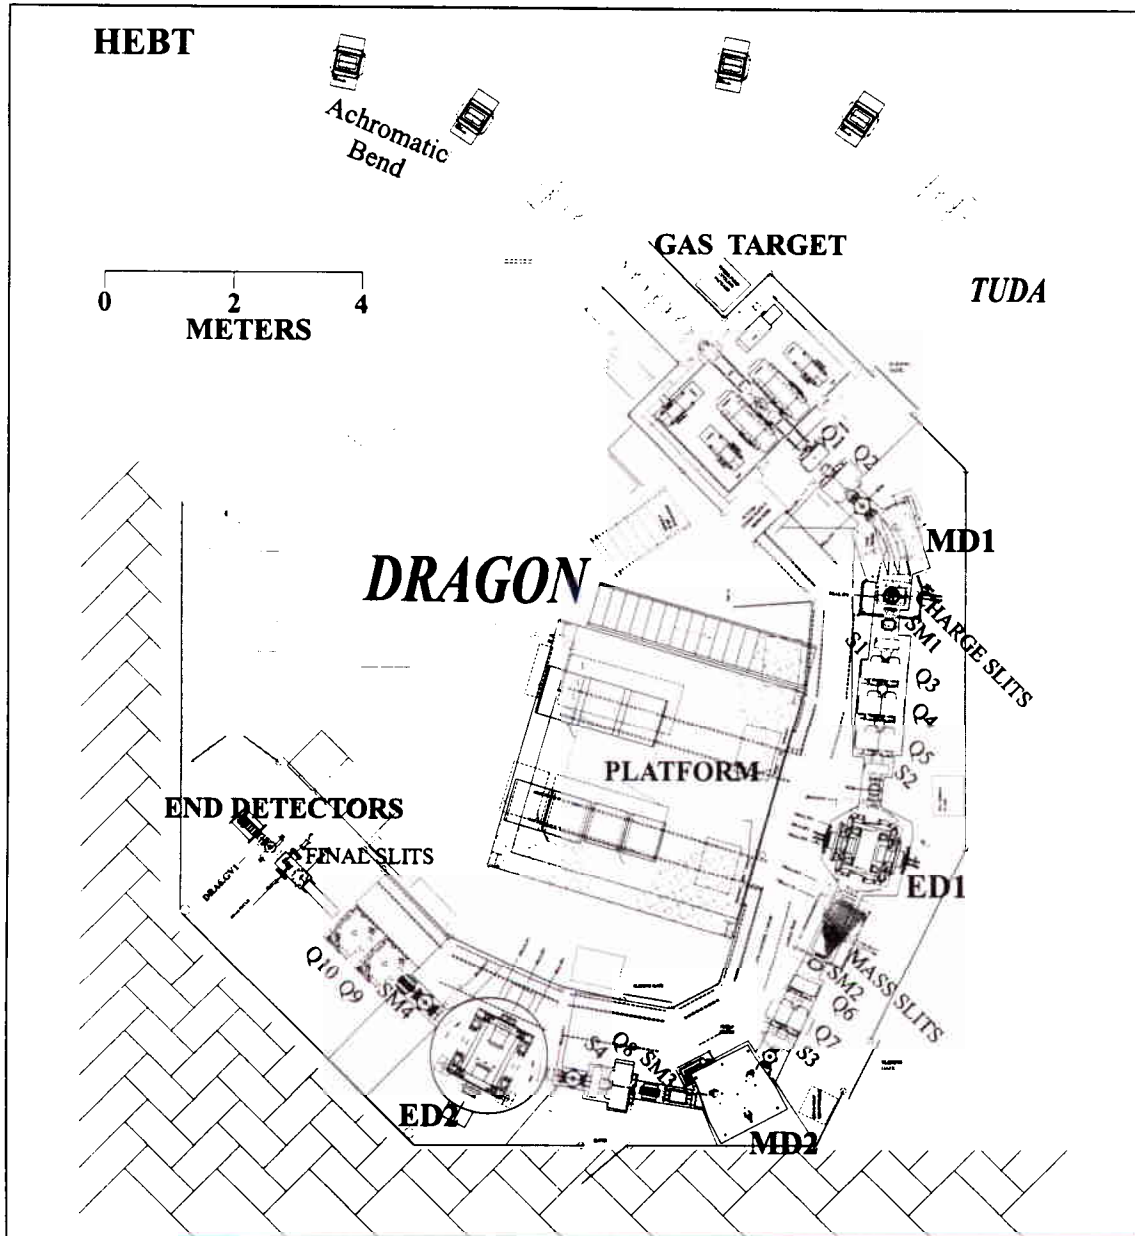 HEBT
Achromatic
Bend
GAS TARGET
0 2 4
METERS
TUDA
Q1
Q2
MD1
DRAGON
CHARGE SLITS
SM1
S1
Q3
Q4
Q5
S2
PLATFORM
END DETECTORS
FINAL SLITS
DRA6.GV1
ED1
MASS SLITS
SM2
Q6
Q7
S3
Q10
Q9
SM4
S4
Q8
SM3
ED2
MD2